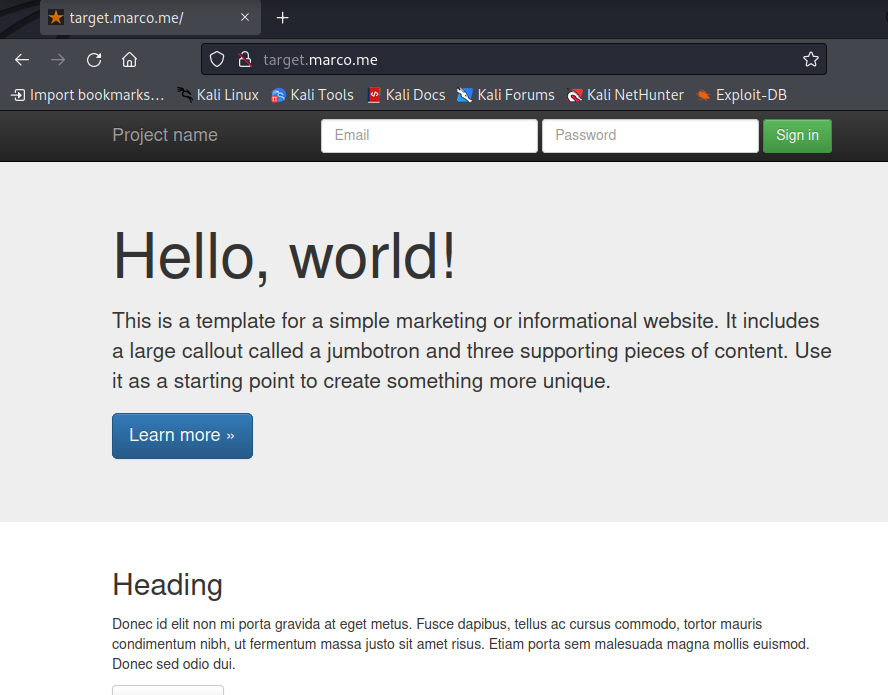 target.marco.me/
target.marco.me
Import bookmarks... Kali Linux Kali Tools Kali Docs Kali Forums Kali NetHunter Exploit-DB
Project name Email Password Sign in
Hello, world!
This is a template for a simple marketing or informational website. It includes
a large callout called a jumbotron and three supporting pieces of content. Use
it as a starting point to create something more unique.
Learn more »
Heading
Donec id elit non mi porta gravida at eget metus. Fusce dapibus, tellus ac cursus commodo, tortor mauris
condimentum nibh, ut fermentum massa justo sit amet risus. Etiam porta sem malesuada magna mollis euismod.
Donec sed odio dui.